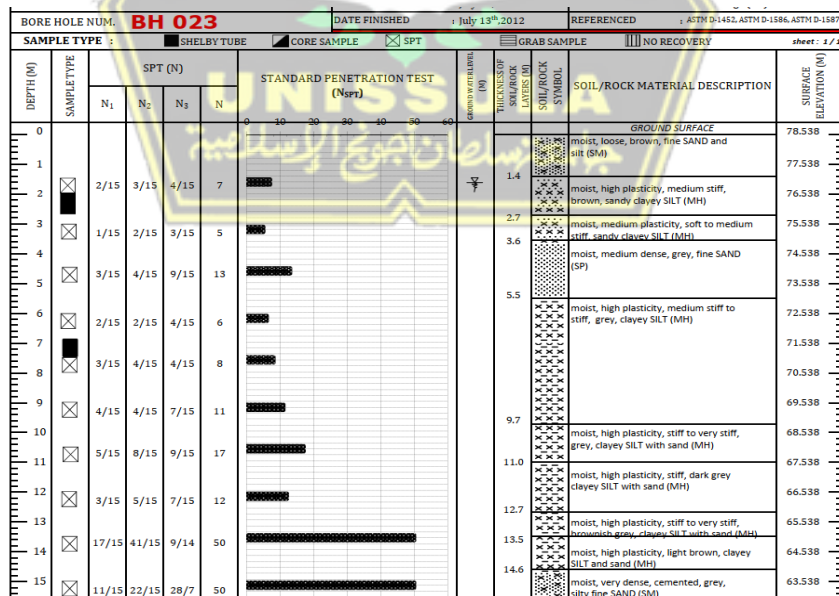 BORE HOLE NUM. BH 023 DATE FINISHED : July 13th,2012 REFERENCED : ASTM D-1452, ASTM D-1586, ASTM D-1587
SAMPLE TYPE : SHELBY TUBE CORE SAMPLE SPT GRAB SAMPLE NO RECOVERY sheet : 1 / 1
DEPTH (M) SAMPLE TYPE SPT (N) STANDARD PENETRATION TEST (NSPT) GROUND WATER LEVEL (M) THICKNESS OF SOIL/ROCK LAYERS (M) SOIL/ROCK SYMBOL SOIL/ROCK MATERIAL DESCRIPTION SURFACE ELEVATION (M)
N1 N2 N3 N
UNISSULA
جامعة سلطان أجونج الإسلامية
0 10 20 30 40 50 60
GROUND SURFACE
0 78.538
moist, loose, brown, fine SAND and
silt (SM)
1 77.538
1.4
2/15 3/15 4/15 7 moist, high plasticity, medium stiff,
2 brown, sandy clayey SILT (MH) 76.538
2.7
3 moist, medium plasticity, soft to medium 75.538
1/15 2/15 3/15 5 stiff, sandy clayey SILT (MH)
3.6
4 moist, medium dense, grey, fine SAND 74.538
(SP)
3/15 4/15 9/15 13
5 73.538
5.5
6 moist, high plasticity, medium stiff to 72.538
2/15 2/15 4/15 6 stiff, grey, clayey SILT (MH)
7 71.538
3/15 4/15 4/15 8
8 70.538
9 69.538
4/15 4/15 7/15 11
9.7
10 moist, high plasticity, stiff to very stiff, 68.538
5/15 8/15 9/15 17 grey, clayey SILT with sand (MH)
11 11.0 67.538
moist, high plasticity, stiff, dark grey
12 clayey SILT with sand (MH) 66.538
3/15 5/15 7/15 12
12.7
13 moist, high plasticity, stiff to very stiff, 65.538
brownish grey, clayey SILT with sand (MH)
13.5
17/15 41/15 9/14 50
14 moist, high plasticity, light brown, clayey 64.538
SILT and sand (MH)
14.6
15 moist, very dense, cemented, grey, 63.538
11/15 22/15 28/7 50 silty fine SAND (SM)